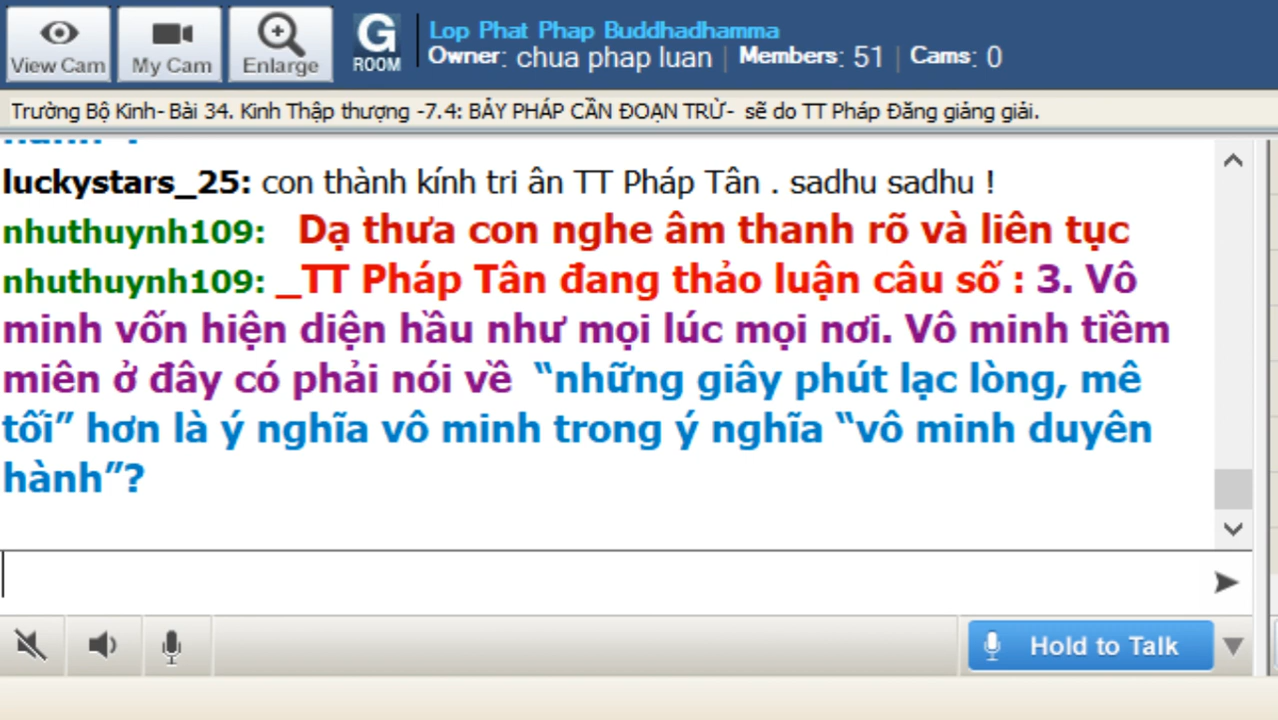 View Cam
My Cam
Enlarge
G
ROOM
Lop Phat Phap Buddhadhamma
Owner: chua phap luan | Members: 51 | Cams: 0
Trường Bộ Kinh- Bài 34. Kinh Thập thượng -7.4: BẢY PHÁP CẦN ĐOẠN TRỪ- sẽ do TT Pháp Đăng giảng giải.
luckystars_25: con thành kính tri ân TT Pháp Tân . sadhu sadhu !
nhuthuynh109: Dạ thưa con nghe âm thanh rõ và liên tục
nhuthuynh109: _TT Pháp Tân đang thảo luận câu số : 3. Vô
minh vốn hiện diện hầu như mọi lúc mọi nơi. Vô minh tiềm
miên ở đây có phải nói về “những giây phút lạc lòng, mê
tối” hơn là ý nghĩa vô minh trong ý nghĩa “vô minh duyên
hành”?
Hold to Talk